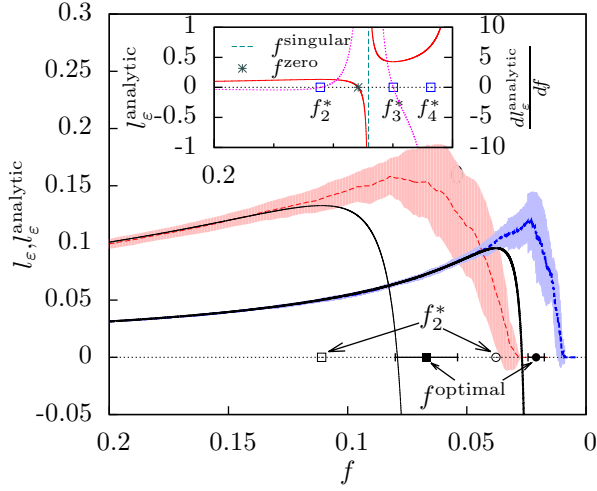 0.3
0.25
0.2
0.15
0.1
0.05
0
-0.05
l_ε, l_ε^analytic
0.2
0.15
0.1
0.05
0
f
f_2^*
f^optimal
1
0.5
0
-0.5
-1
l_ε^analytic
f^singular
f^zero
f_2^*
f_3^*
f_4^*
10
5
0
-5
-10
dl_ε^analytic
df
0.2